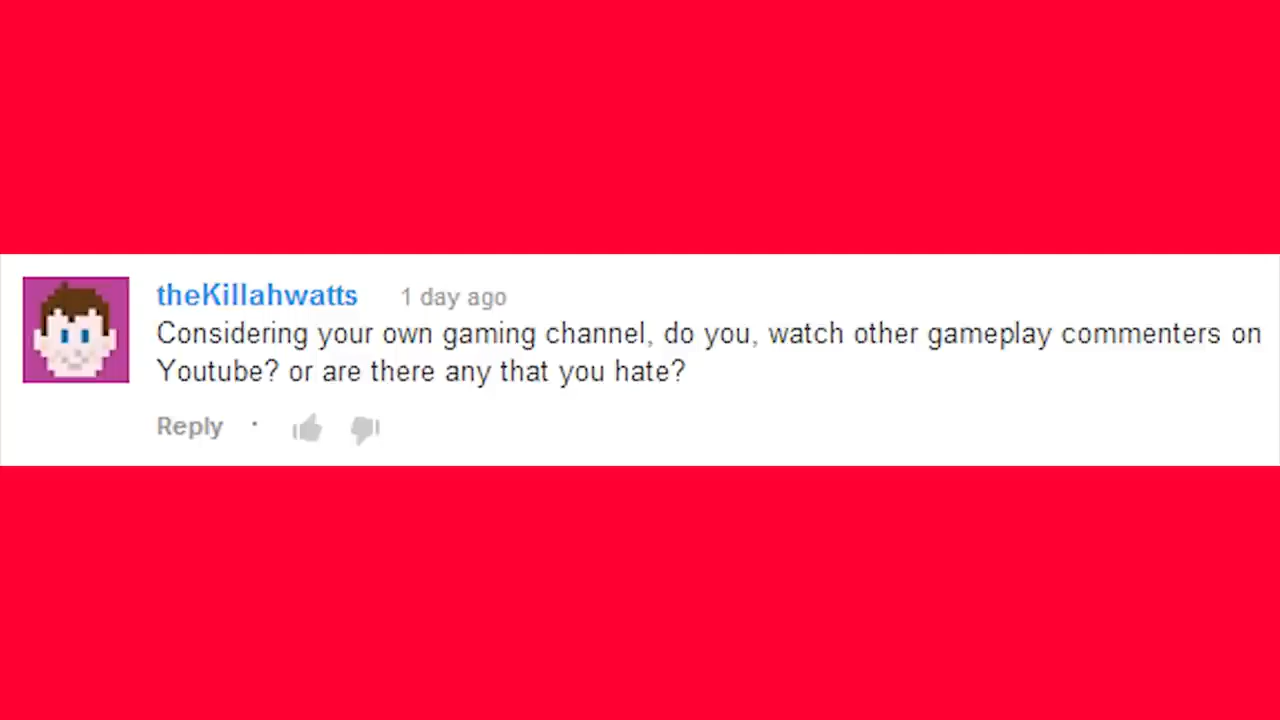 theKillahwatts 1 day ago
Considering your own gaming channel, do you, watch other gameplay commenters on
Youtube? or are there any that you hate?
Reply ·